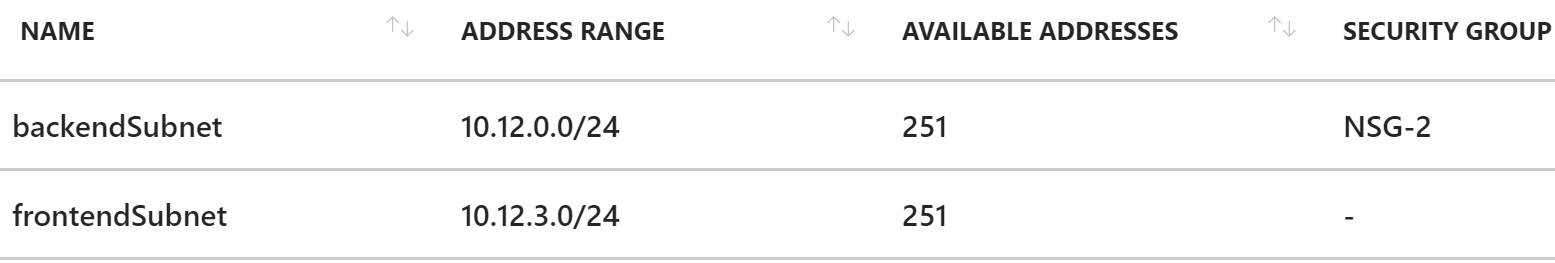 NAME ADDRESS RANGE AVAILABLE ADDRESSES SECURITY GROUP
backendSubnet 10.12.0.0/24 251 NSG-2
frontendSubnet 10.12.3.0/24 251 -